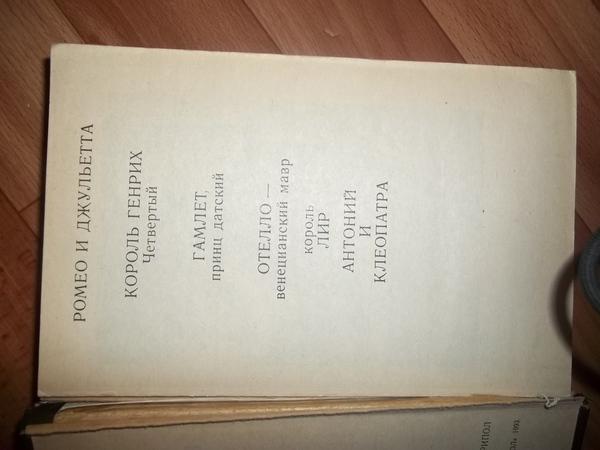 РОМЕО И ДЖУЛЬЕТТА
КОРОЛЬ ГЕНРИХ
Четвертый
ГАМЛЕТ,
принц датский
ОТЕЛЛО —
венецианский мавр
король
ЛИР
АНТОНИЙ
И
КЛЕОПАТРА